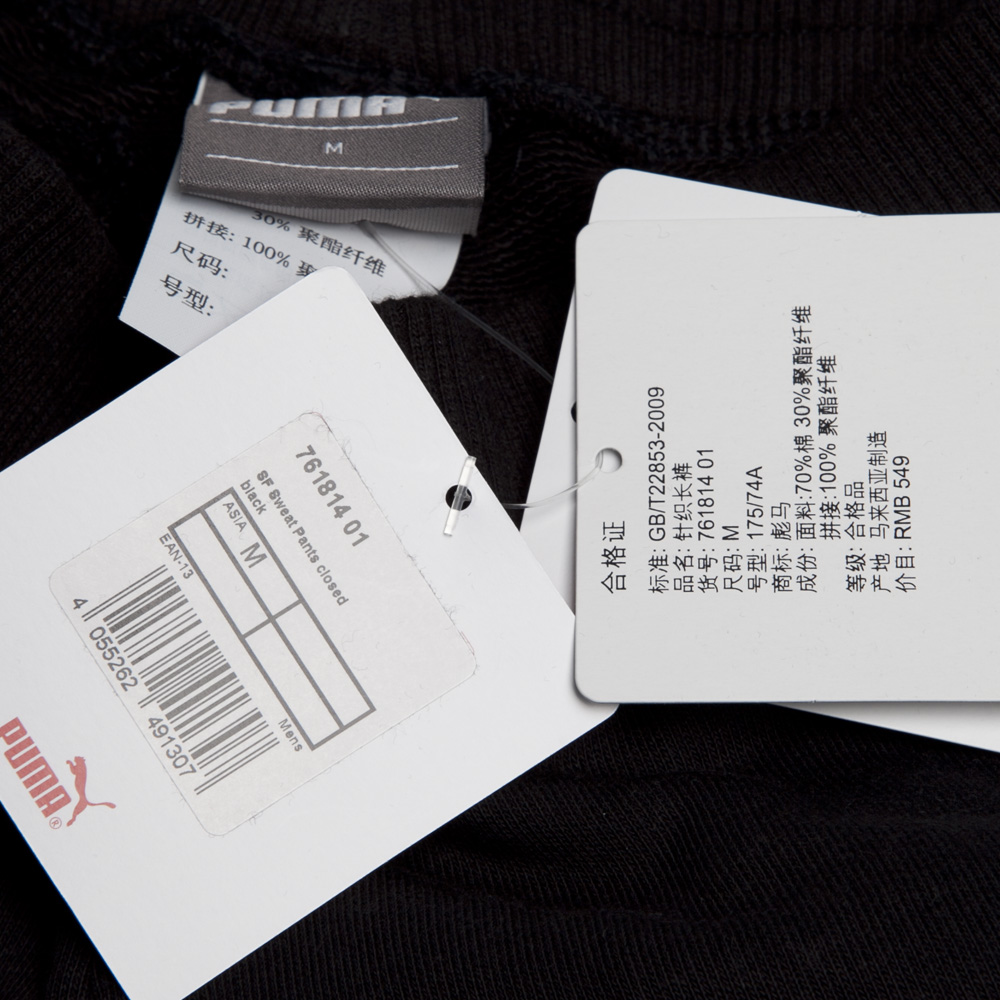 PUMA
M
30% 聚酯纤维
拼接: 100% 聚酯纤维
尺码:
号型:
761814 01
SF Sweat Pants closed
black
ASIA
M
EAN-13
4 055262 491307
Mens
PUMA®
合格证
标准: GB/T22853-2009
品名: 针织长裤
货号: 761814 01
尺码: M
号型: 175/74A
商标: 彪马
成份: 面料:70%棉 30%聚酯纤维
拼接:100% 聚酯纤维
等级: 合格品
产地 马来西亚制造
价目: RMB 549